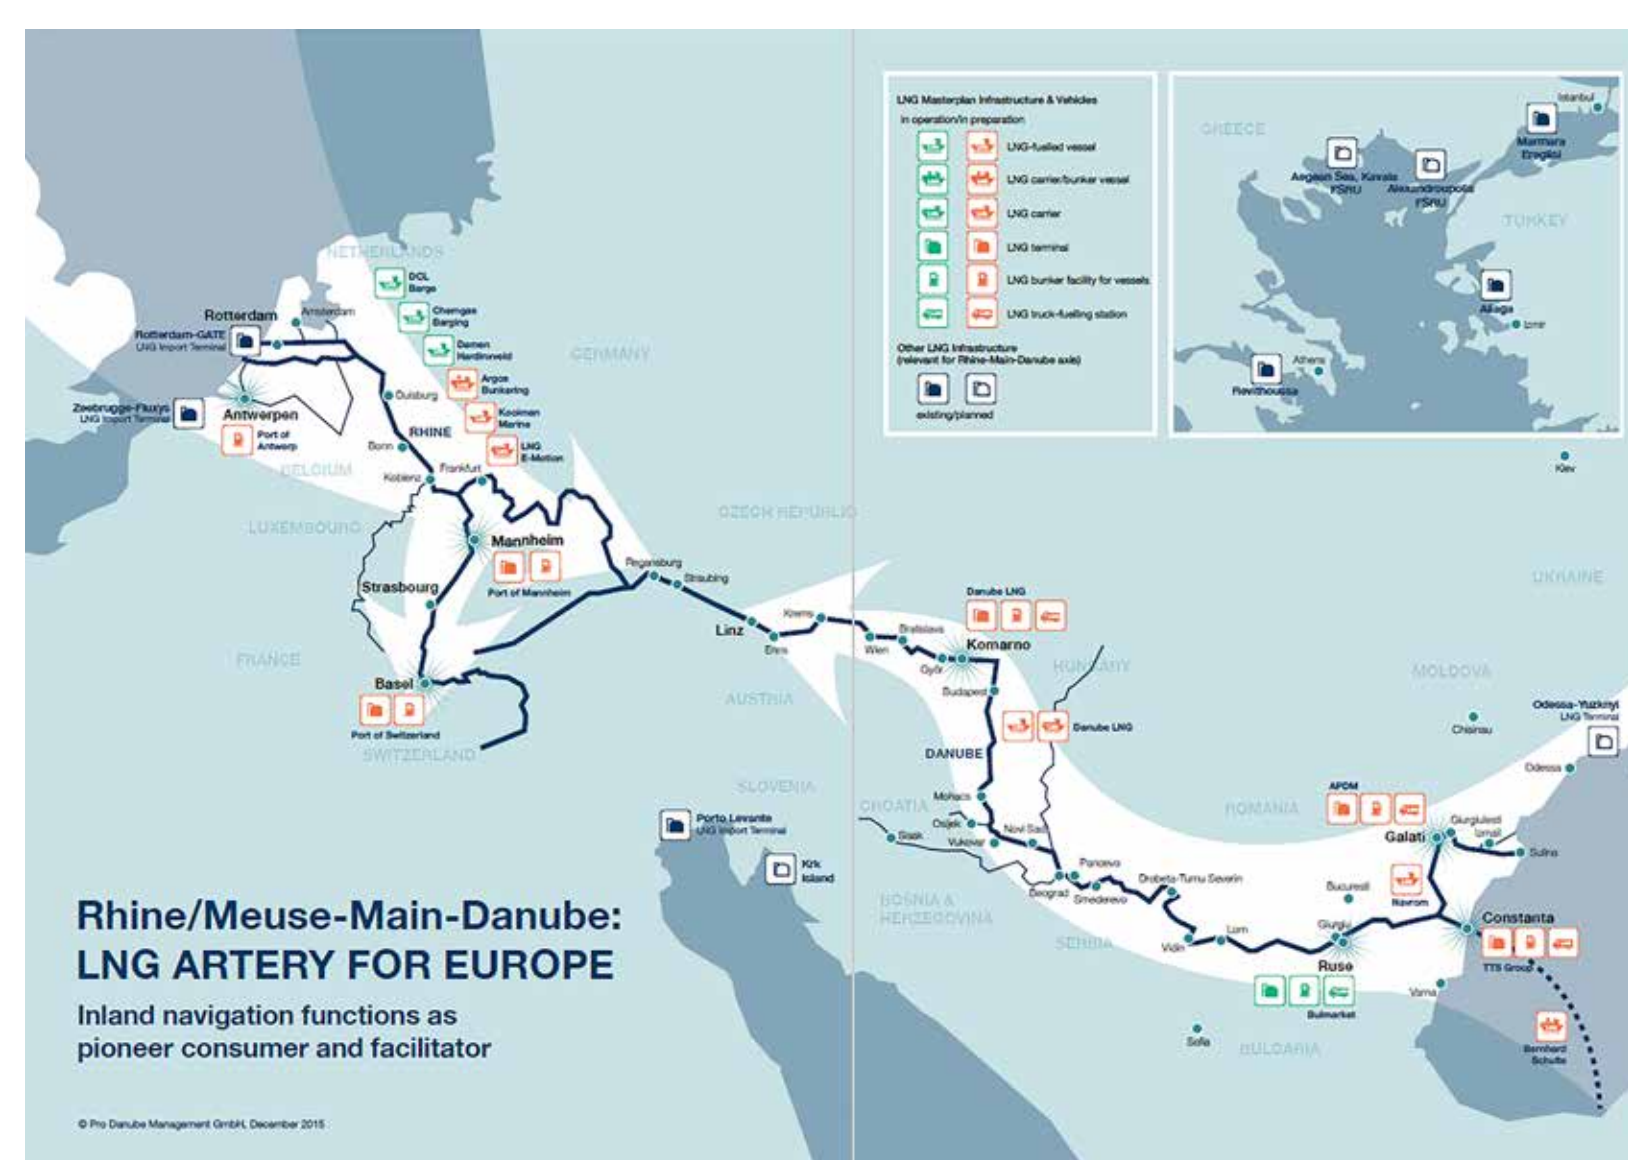 LNG Masterplan Infrastructure & Vehicles
in operation/in preparation
LNG-fuelled vessel
LNG carrier/bunker vessel
LNG carrier
LNG terminal
LNG bunker facility for vessels
LNG truck-fuelling station
Other LNG Infrastructure
(relevant for Rhine-Main-Danube axis)
existing/planned
GREECE
Istanbul
Marmara
Ereglisi
Aegean Sea, Kavala
FSRU
Alexandroupolis
FSRU
TURKEY
Aliaga
Izmir
Athens
Revithoussa
NETHERLANDS
DCL
Barge
Chemgas
Barging
Damen
Hardinxveld
Argos
Bunkering
Kooiman
Marine
LNG
E-Motion
Rotterdam
Amsterdam
Rotterdam-GATE
LNG Import Terminal
GERMANY
Zeebrugge-Fluxys
LNG Import Terminal
Antwerpen
Port of
Antwerp
Duisburg
RHINE
Bonn
BELGIUM
Koblenz
Frankfurt
LUXEMBOURG
Mannheim
Port of Mannheim
Strasbourg
FRANCE
Basel
Port of Switzerland
SWITZERLAND
CZECH REPUBLIC
Regensburg
Straubing
Linz
Enns
Krems
Wien
AUSTRIA
Bratislava
Györ
Danube LNG
Komarno
Budapest
HUNGARY
Danube LNG
DANUBE
SLOVENIA
CROATIA
Mohacs
Osijek
Vukovar
Novi Sad
Sisak
Porto Levante
LNG Import Terminal
Krk
Island
BOSNIA &
HERZEGOVINA
Beograd
Pancevo
Smederevo
SERBIA
Drobeta-Turnu Severin
Vidin
Lom
Kiev
UKRAINE
MOLDOVA
Chisinau
Odessa-Yuzknyi
LNG Terminal
Odessa
ROMANIA
APDM
Galati
Giurgiulesti
Izmail
Sulina
Bucuresti
Navrom
Giurgiu
Constanta
TTS Group
Ruse
Bulmarket
Varna
Sofia
BULGARIA
Bernhard
Schulte
Rhine/Meuse-Main-Danube:
LNG ARTERY FOR EUROPE
Inland navigation functions as
pioneer consumer and facilitator
© Pro Danube Management GmbH, December 2015